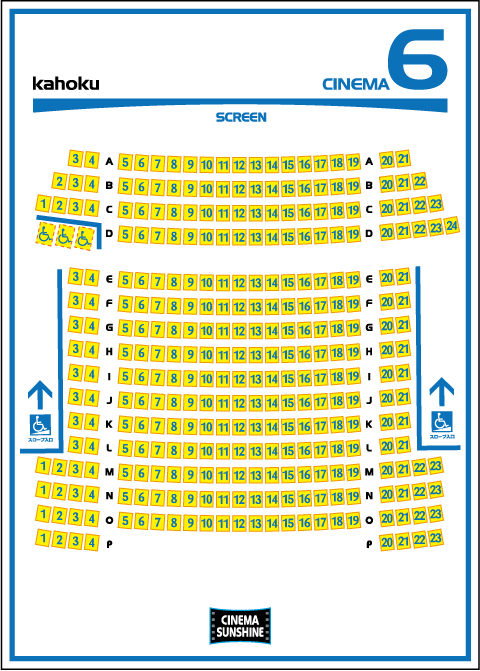 kahoku
CINEMA 6
SCREEN
3 4 A 5 6 7 8 9 10 11 12 13 14 15 16 17 18 19 A 20 21
2 3 4 B 5 6 7 8 9 10 11 12 13 14 15 16 17 18 19 B 20 21 22
1 2 3 4 C 5 6 7 8 9 10 11 12 13 14 15 16 17 18 19 C 20 21 22 23
D 5 6 7 8 9 10 11 12 13 14 15 16 17 18 19 D 20 21 22 23 24
3 4 E 5 6 7 8 9 10 11 12 13 14 15 16 17 18 19 E 20 21
3 4 F 5 6 7 8 9 10 11 12 13 14 15 16 17 18 19 F 20 21
3 4 G 5 6 7 8 9 10 11 12 13 14 15 16 17 18 19 G 20 21
3 4 H 5 6 7 8 9 10 11 12 13 14 15 16 17 18 19 H 20 21
3 4 I 5 6 7 8 9 10 11 12 13 14 15 16 17 18 19 I 20 21
3 4 J 5 6 7 8 9 10 11 12 13 14 15 16 17 18 19 J 20 21
3 4 K 5 6 7 8 9 10 11 12 13 14 15 16 17 18 19 K 20 21
スロープ入口 スロープ入口
3 4 L 5 6 7 8 9 10 11 12 13 14 15 16 17 18 19 L 20 21
1 2 3 4 M 5 6 7 8 9 10 11 12 13 14 15 16 17 18 19 M 20 21 22 23
1 2 3 4 N 5 6 7 8 9 10 11 12 13 14 15 16 17 18 19 N 20 21 22 23
1 2 3 4 O 5 6 7 8 9 10 11 12 13 14 15 16 17 18 19 O 20 21 22 23
1 2 3 4 P P 20 21 22 23
CINEMA
SUNSHINE